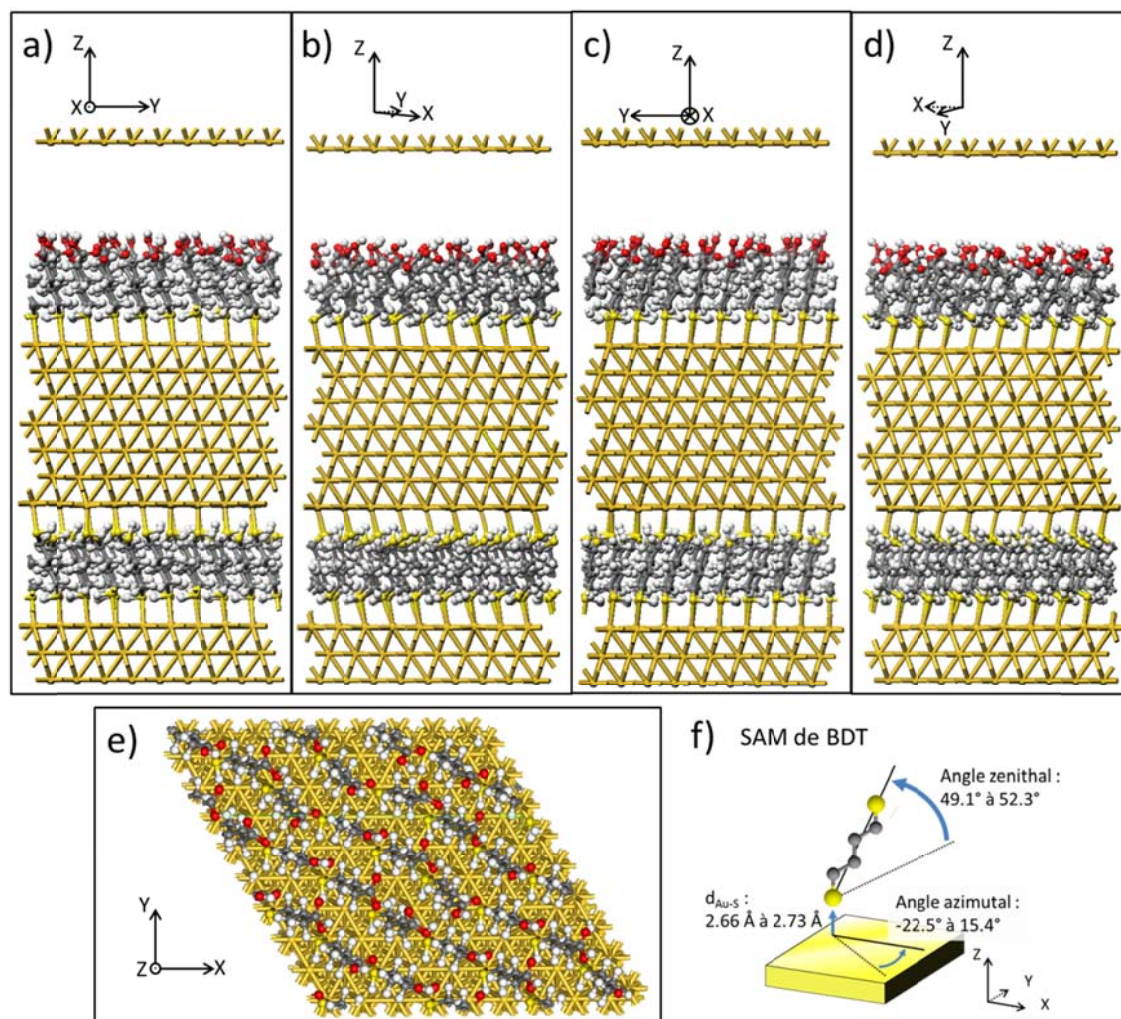 a)
Z
X
Y
b)
Z
Y
X
c)
Z
Y
X
d)
Z
X
Y
e)
Y
Z
X
f) SAM de BDT
Angle zenithal :
49.1° à 52.3°
dAu-S :
2.66 Å à 2.73 Å
Angle azimutal :
-22.5° à 15.4°
Z
Y
X